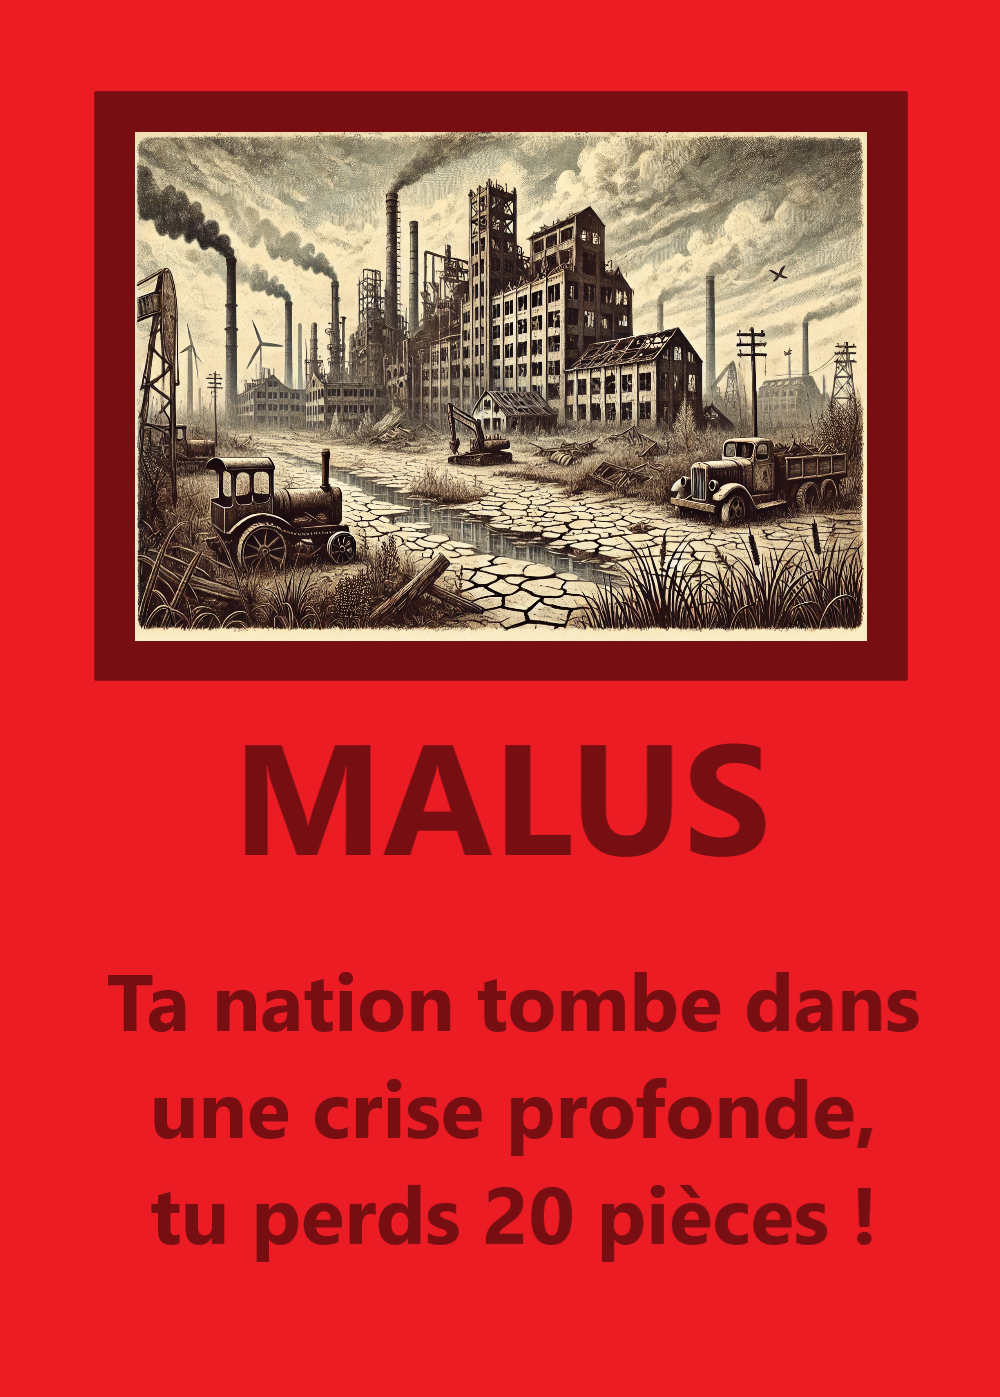 MALUS
Ta nation tombe dans
une crise profonde,
tu perds 20 pièces !